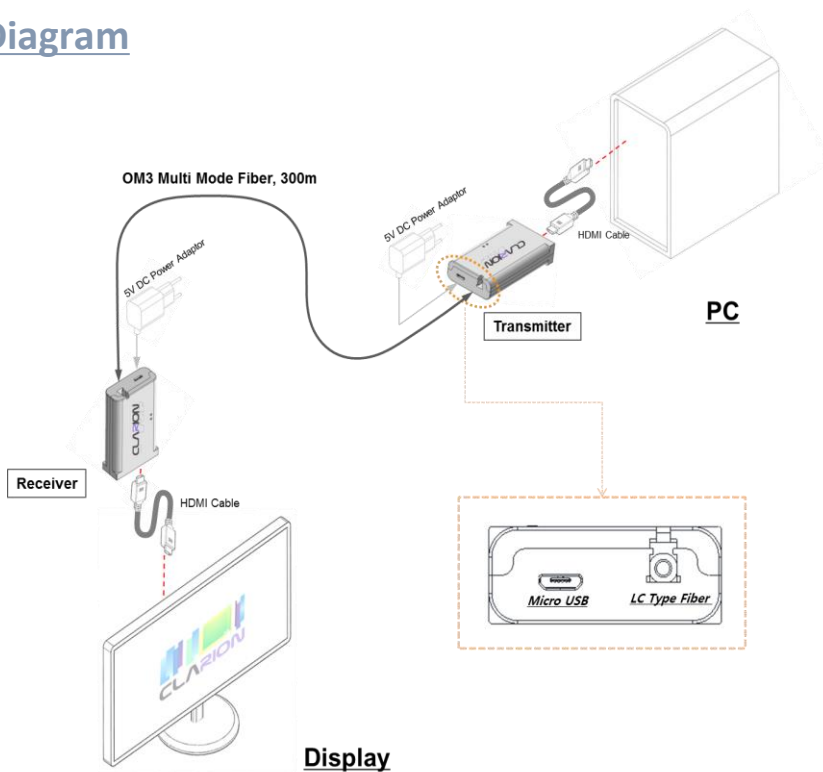 Diagram
OM3 Multi Mode Fiber, 300m
5V DC Power Adaptor
HDMI Cable
CLARION
5V DC Power Adaptor
Transmitter
PC
CLARION
Receiver
HDMI Cable
Micro USB
LC Type Fiber
CLARION
Display